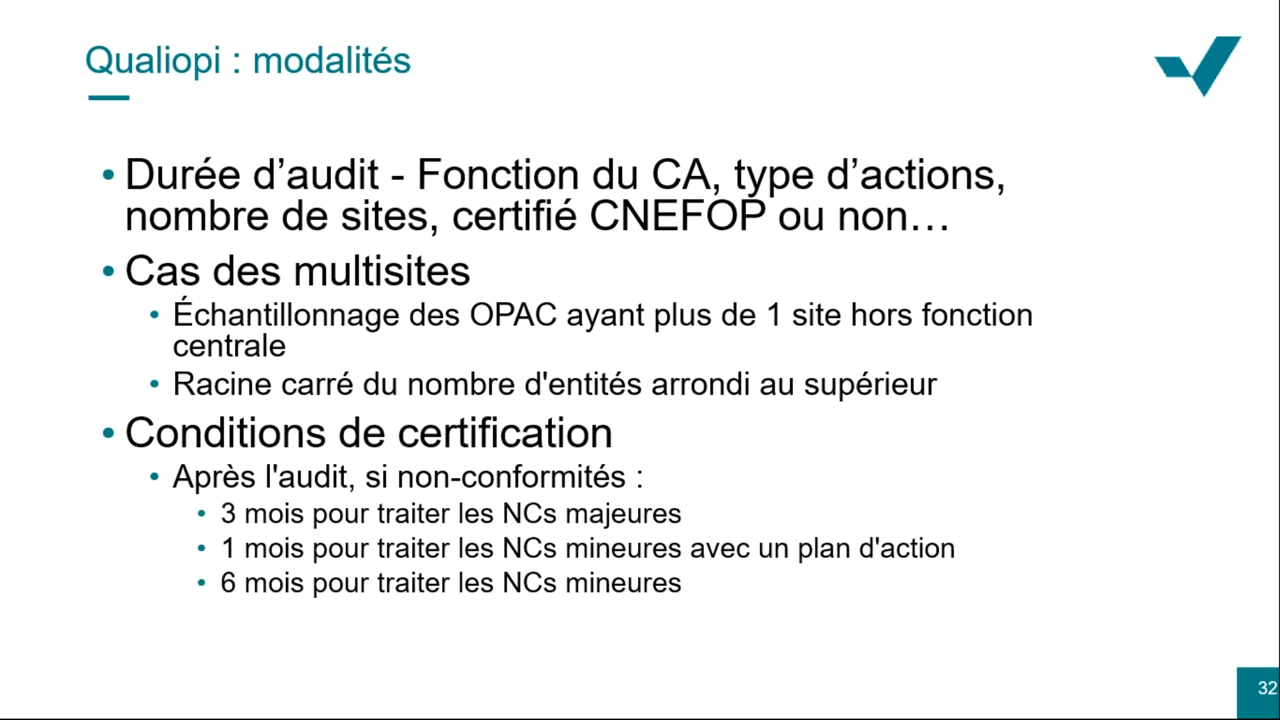 Qualiopi : modalités
• Durée d’audit - Fonction du CA, type d’actions,
nombre de sites, certifié CNEFOP ou non…
• Cas des multisites
• Échantillonnage des OPAC ayant plus de 1 site hors fonction
centrale
• Racine carré du nombre d'entités arrondi au supérieur
• Conditions de certification
• Après l'audit, si non-conformités :
• 3 mois pour traiter les NCs majeures
• 1 mois pour traiter les NCs mineures avec un plan d'action
• 6 mois pour traiter les NCs mineures
32